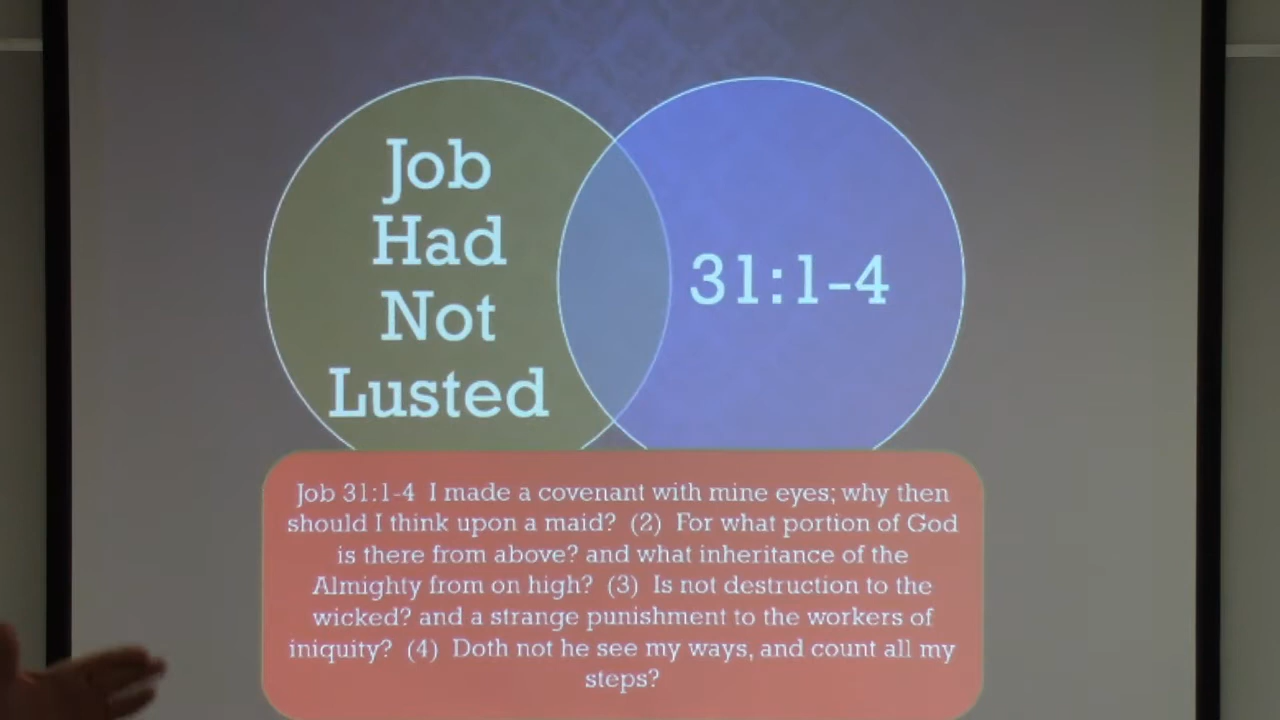 Job
Had
Not
Lusted
31:1-4
Job 31:1-4  I made a covenant with mine eyes; why then
should I think upon a maid?  (2)  For what portion of God
is there from above? and what inheritance of the
Almighty from on high?  (3)  Is not destruction to the
wicked? and a strange punishment to the workers of
iniquity?  (4)  Doth not he see my ways, and count all my
steps?